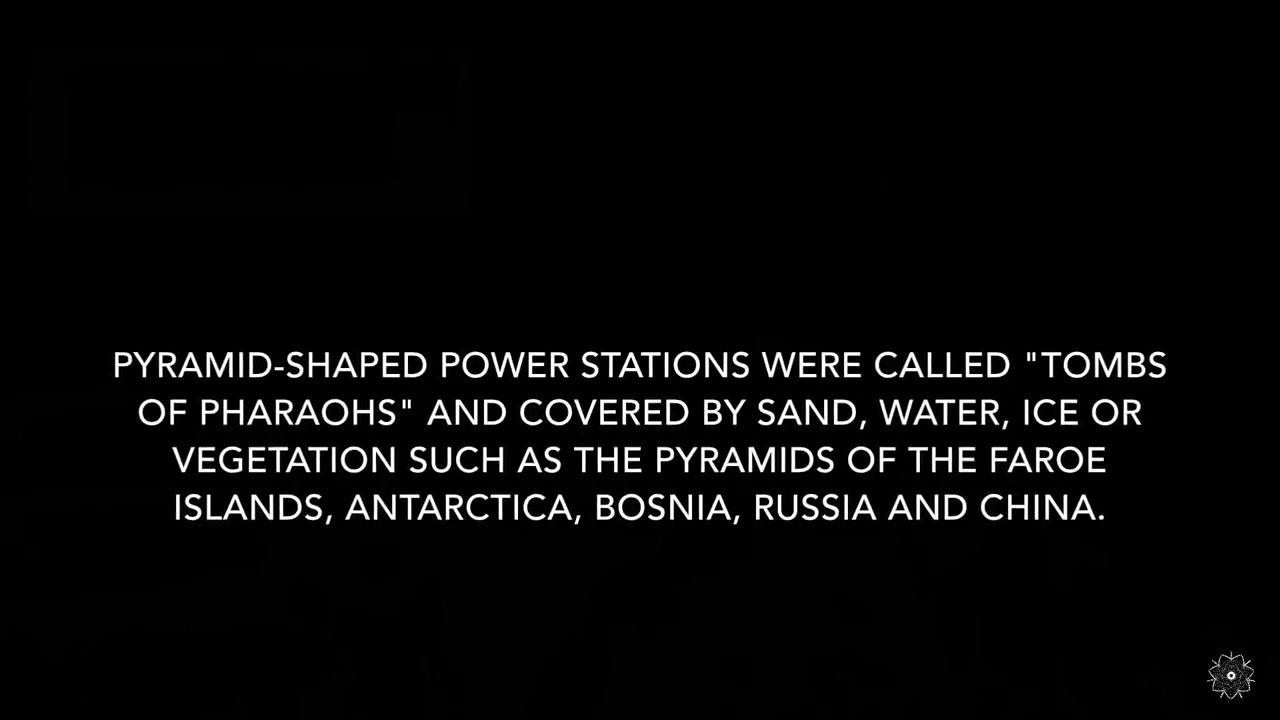 PYRAMID-SHAPED POWER STATIONS WERE CALLED "TOMBS
OF PHARAOHS" AND COVERED BY SAND, WATER, ICE OR
VEGETATION SUCH AS THE PYRAMIDS OF THE FAROE
ISLANDS, ANTARCTICA, BOSNIA, RUSSIA AND CHINA.